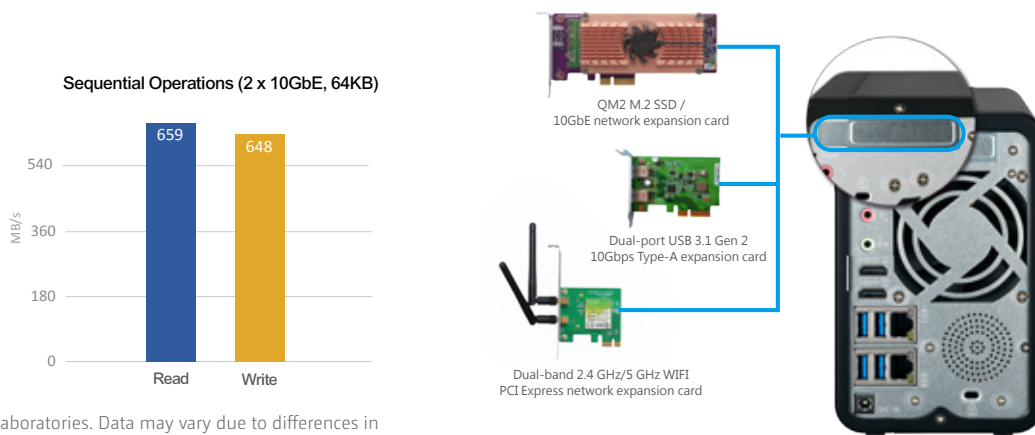 Sequential Operations (2 x 10GbE, 64KB)
659
648
540
360
180
0
MB/s
Read
Write
aboratories. Data may vary due to differences in
QM2 M.2 SSD /
10GbE network expansion card
Dual-port USB 3.1 Gen 2
10Gbps Type-A expansion card
Dual-band 2.4 GHz/5 GHz WIFI
PCI Express network expansion card